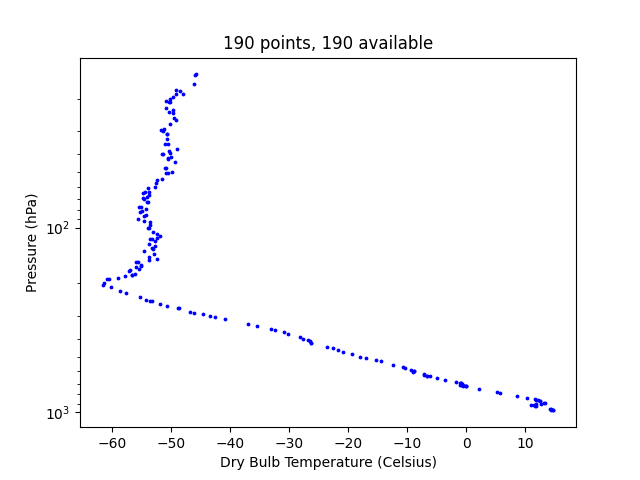 190 points, 190 available
Pressure (hPa)
10²
10³
−60 −50 −40 −30 −20 −10 0 10
Dry Bulb Temperature (Celsius)